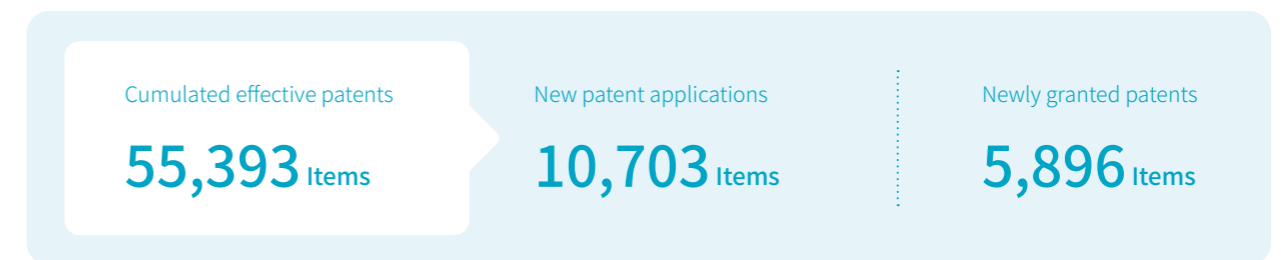 Cumulated effective patents
55,393 Items
New patent applications
10,703 Items
Newly granted patents
5,896 Items